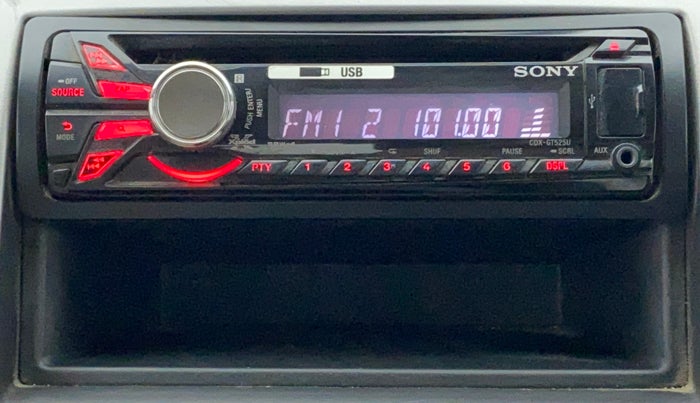 USB
SONY
OFF
SOURCE
PUSH ENTER/
MENU
FM1 2 101.00
MODE
CDX-GT525U
SHUF
PAUSE
SCRL
AUX
PTY 1 2 3 4 5 6 DSPL